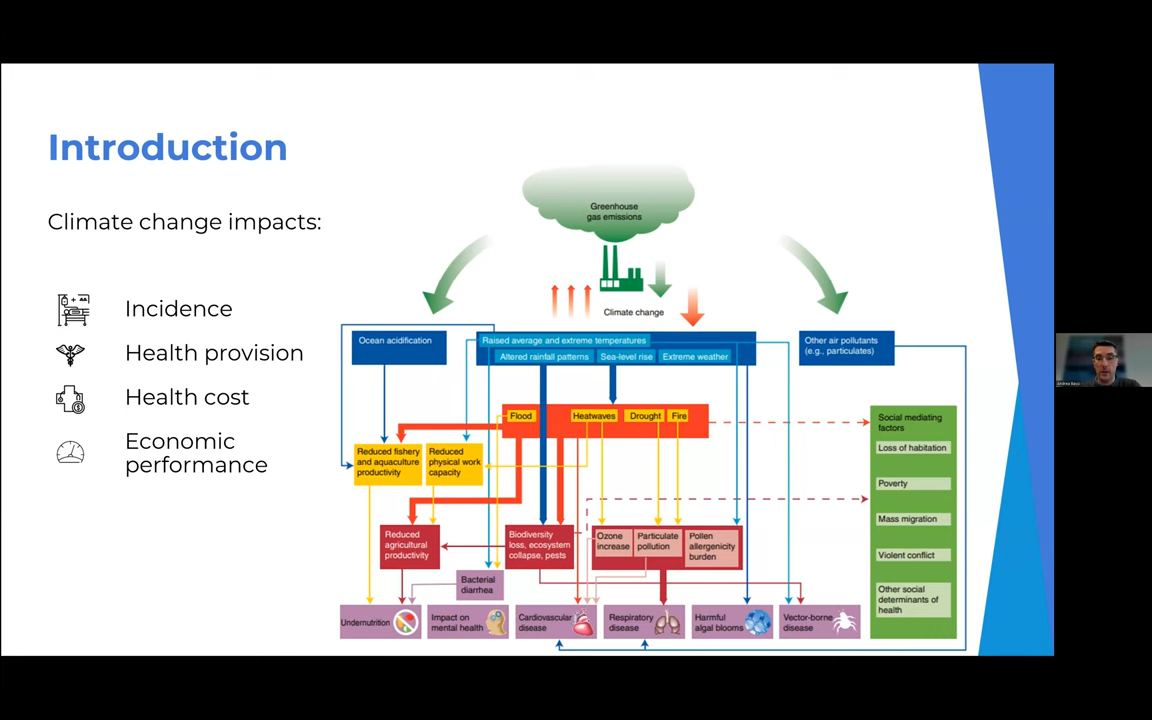 Introduction
Climate change impacts:
Incidence
Health provision
Health cost
Economic
performance
Greenhouse
gas emissions
Climate change
Ocean acidification
Raised average and extreme temperatures
Altered rainfall patterns
Sea-level rise
Extreme weather
Other air pollutants
(e.g., particulates)
Flood
Heatwaves
Drought
Fire
Reduced fishery
and aquaculture
productivity
Reduced
physical work
capacity
Reduced
agricultural
productivity
Biodiversity
loss, ecosystem
collapse, pests
Ozone
increase
Particulate
pollution
Pollen
allergenicity
burden
Bacterial
diarrhea
Undernutrition
Impact on
mental health
Cardiovascular
disease
Respiratory
disease
Harmful
algal blooms
Vector-borne
disease
Social mediating
factors
Loss of habitation
Poverty
Mass migration
Violent conflict
Other social
determinants of
health